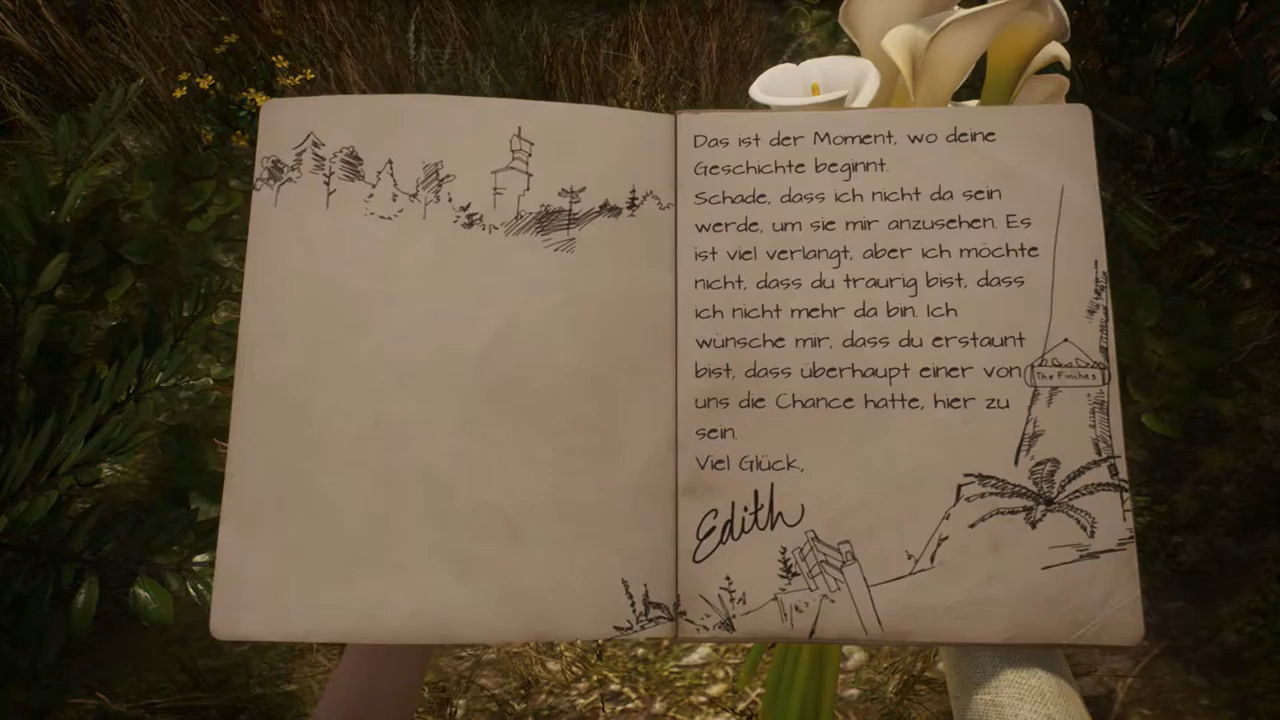 Das ist der Moment, wo deine
Geschichte beginnt.
Schade, dass ich nicht da sein
werde, um sie mir anzusehen. Es
ist viel verlangt, aber ich möchte
nicht, dass du traurig bist, dass
ich nicht mehr da bin. Ich
wünsche mir, dass du erstaunt
bist, dass überhaupt einer von
uns die Chance hatte, hier zu
sein.
Viel Glück,
Edith
The Finches